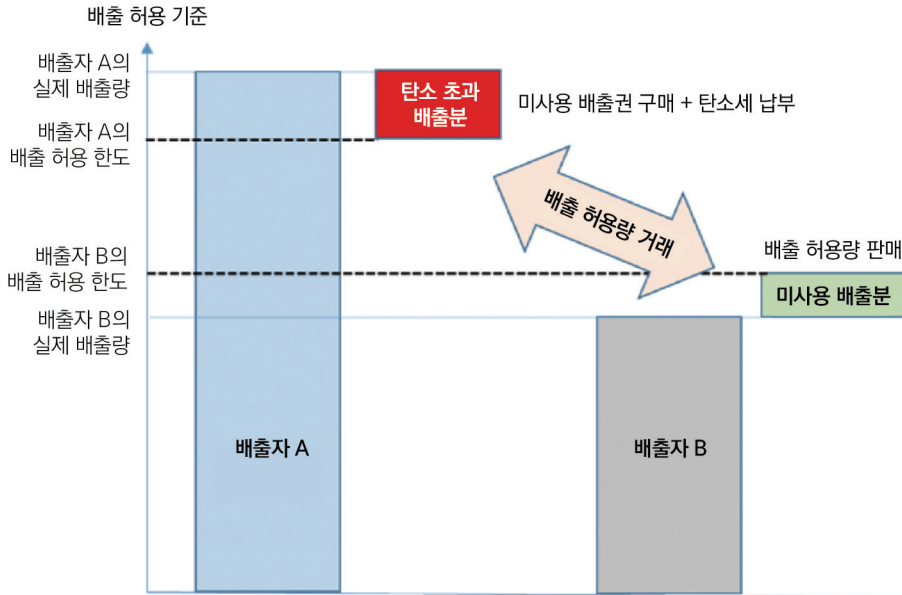 배출 허용 기준
배출자 A의
실제 배출량
탄소 초과
배출분
미사용 배출권 구매 + 탄소세 납부
배출자 A의
배출 허용 한도
배출 허용량 거래
배출자 B의
배출 허용 한도
배출 허용량 판매
미사용 배출분
배출자 B의
실제 배출량
배출자 A
배출자 B